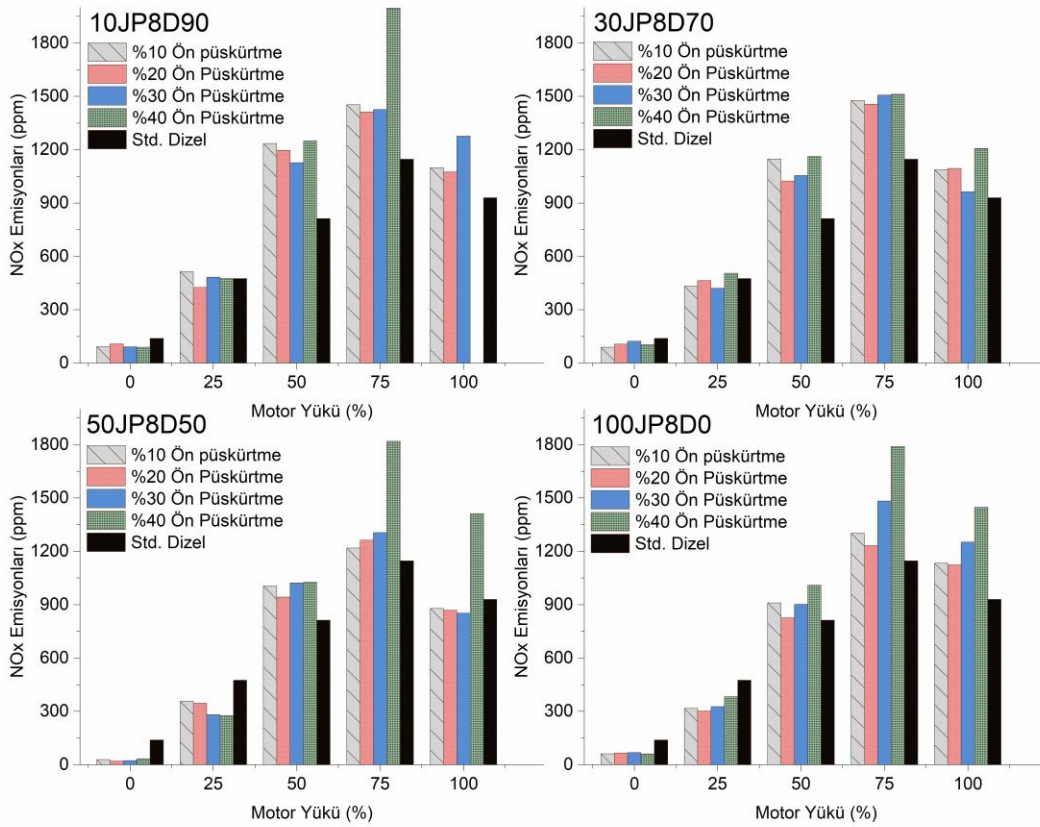 10JP8D90
%10 Ön püskürtme
%20 Ön Püskürtme
%30 Ön Püskürtme
%40 Ön Püskürtme
Std. Dizel
NOx Emisyonları (ppm)
1800
1500
1200
900
600
300
0
0 25 50 75 100
Motor Yükü (%)
30JP8D70
%10 Ön püskürtme
%20 Ön Püskürtme
%30 Ön Püskürtme
%40 Ön Püskürtme
Std. Dizel
NOx Emisyonları (ppm)
1800
1500
1200
900
600
300
0
0 25 50 75 100
Motor Yükü (%)
50JP8D50
%10 Ön püskürtme
%20 Ön Püskürtme
%30 Ön Püskürtme
%40 Ön Püskürtme
Std. Dizel
NOx Emisyonları (ppm)
1800
1500
1200
900
600
300
0
0 25 50 75 100
Motor Yükü (%)
100JP8D0
%10 Ön püskürtme
%20 Ön Püskürtme
%30 Ön Püskürtme
%40 Ön Püskürtme
Std. Dizel
NOx Emisyonları (ppm)
1800
1500
1200
900
600
300
0
0 25 50 75 100
Motor Yükü (%)